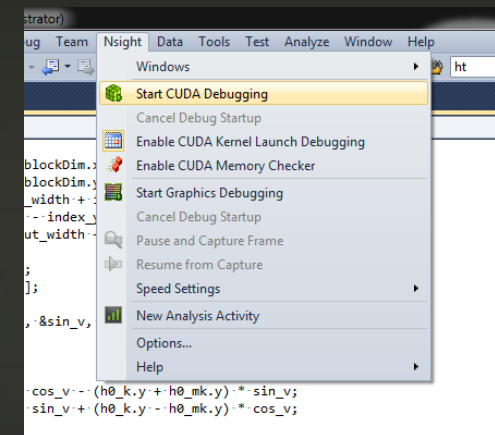 strator)
ug Team Nsight Data Tools Test Analyze Window Help
Windows
ht
Start CUDA Debugging
Cancel Debug Startup
Enable CUDA Kernel Launch Debugging
blockDim.x
Enable CUDA Memory Checker
blockDim.y
_width + 
Start Graphics Debugging
- index_y
Cancel Debug Startup
ut_width -
Pause and Capture Frame
;
Resume from Capture
];
Speed Settings
, &sin_v,
New Analysis Activity
Options...
Help
cos_v - (h0_k.y + h0_mk.y) * sin_v;
sin_v + (h0_k.y - h0_mk.y) * cos_v;